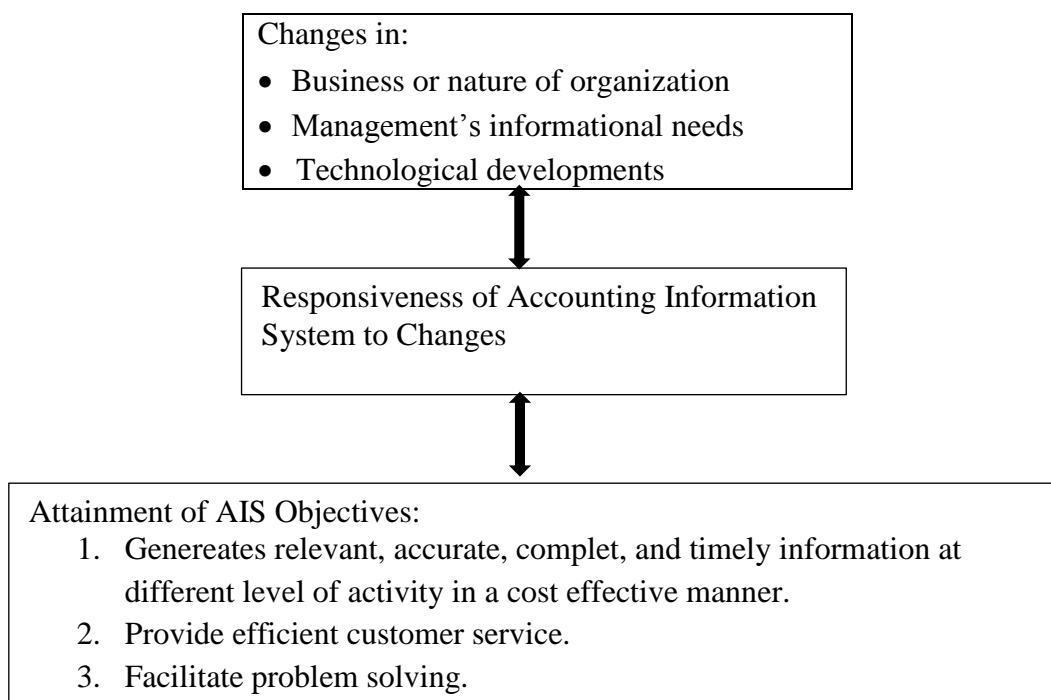 Changes in:
• Business or nature of organization
• Management’s informational needs
• Technological developments
Responsiveness of Accounting Information
System to Changes
Attainment of AIS Objectives:
1. Genereates relevant, accurate, complet, and timely information at
different level of activity in a cost effective manner.
2. Provide efficient customer service.
3. Facilitate problem solving.